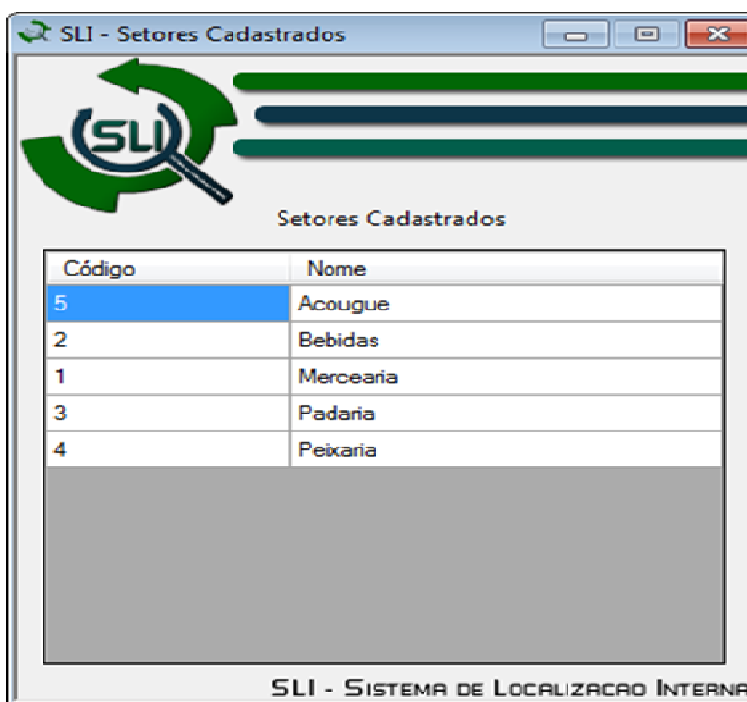 SLI - Setores Cadastrados
SLI
Setores Cadastrados
Código Nome
5 Acougue
2 Bebidas
1 Mercearia
3 Padaria
4 Peixaria
SLI - SISTEMA DE LOCALIZACAO INTERNA